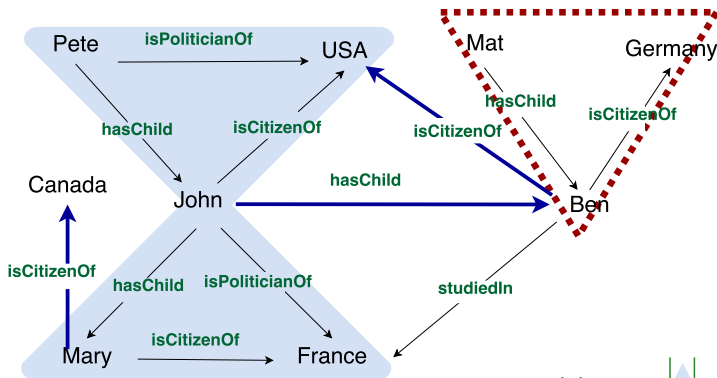 Pete
isPoliticianOf
USA
Mat
Germany
hasChild
isCitizenOf
isCitizenOf
hasChild
isCitizenOf
Canada
John
hasChild
Ben
isCitizenOf
hasChild
isPoliticianOf
studiedIn
isCitizenOf
Mary
France